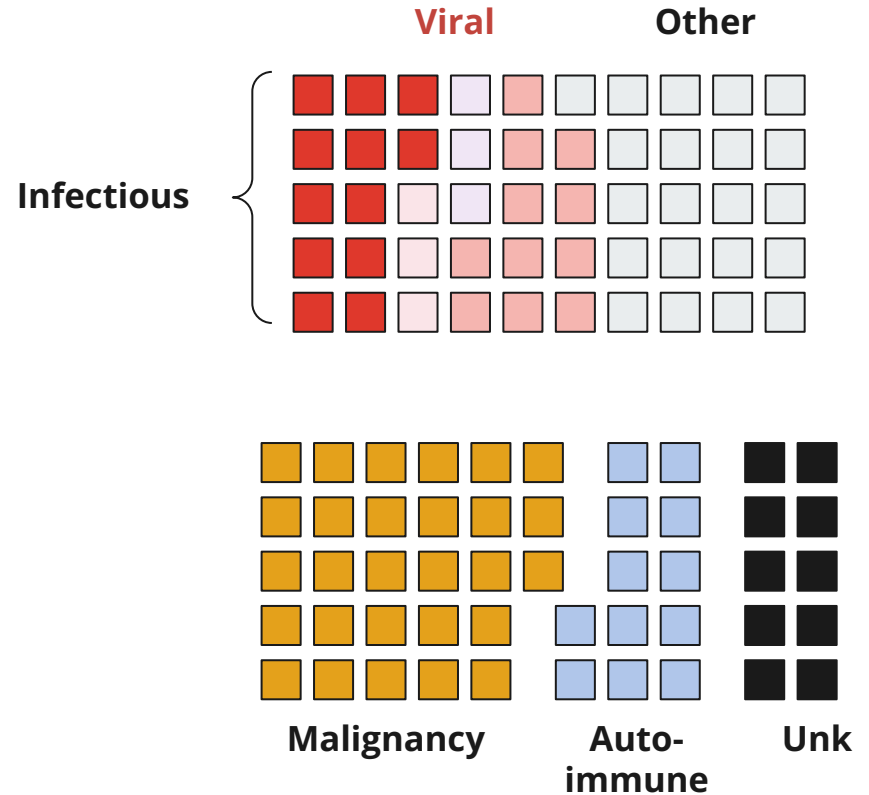 Viral
Other
Infectious
Malignancy
Auto-
immune
Unk